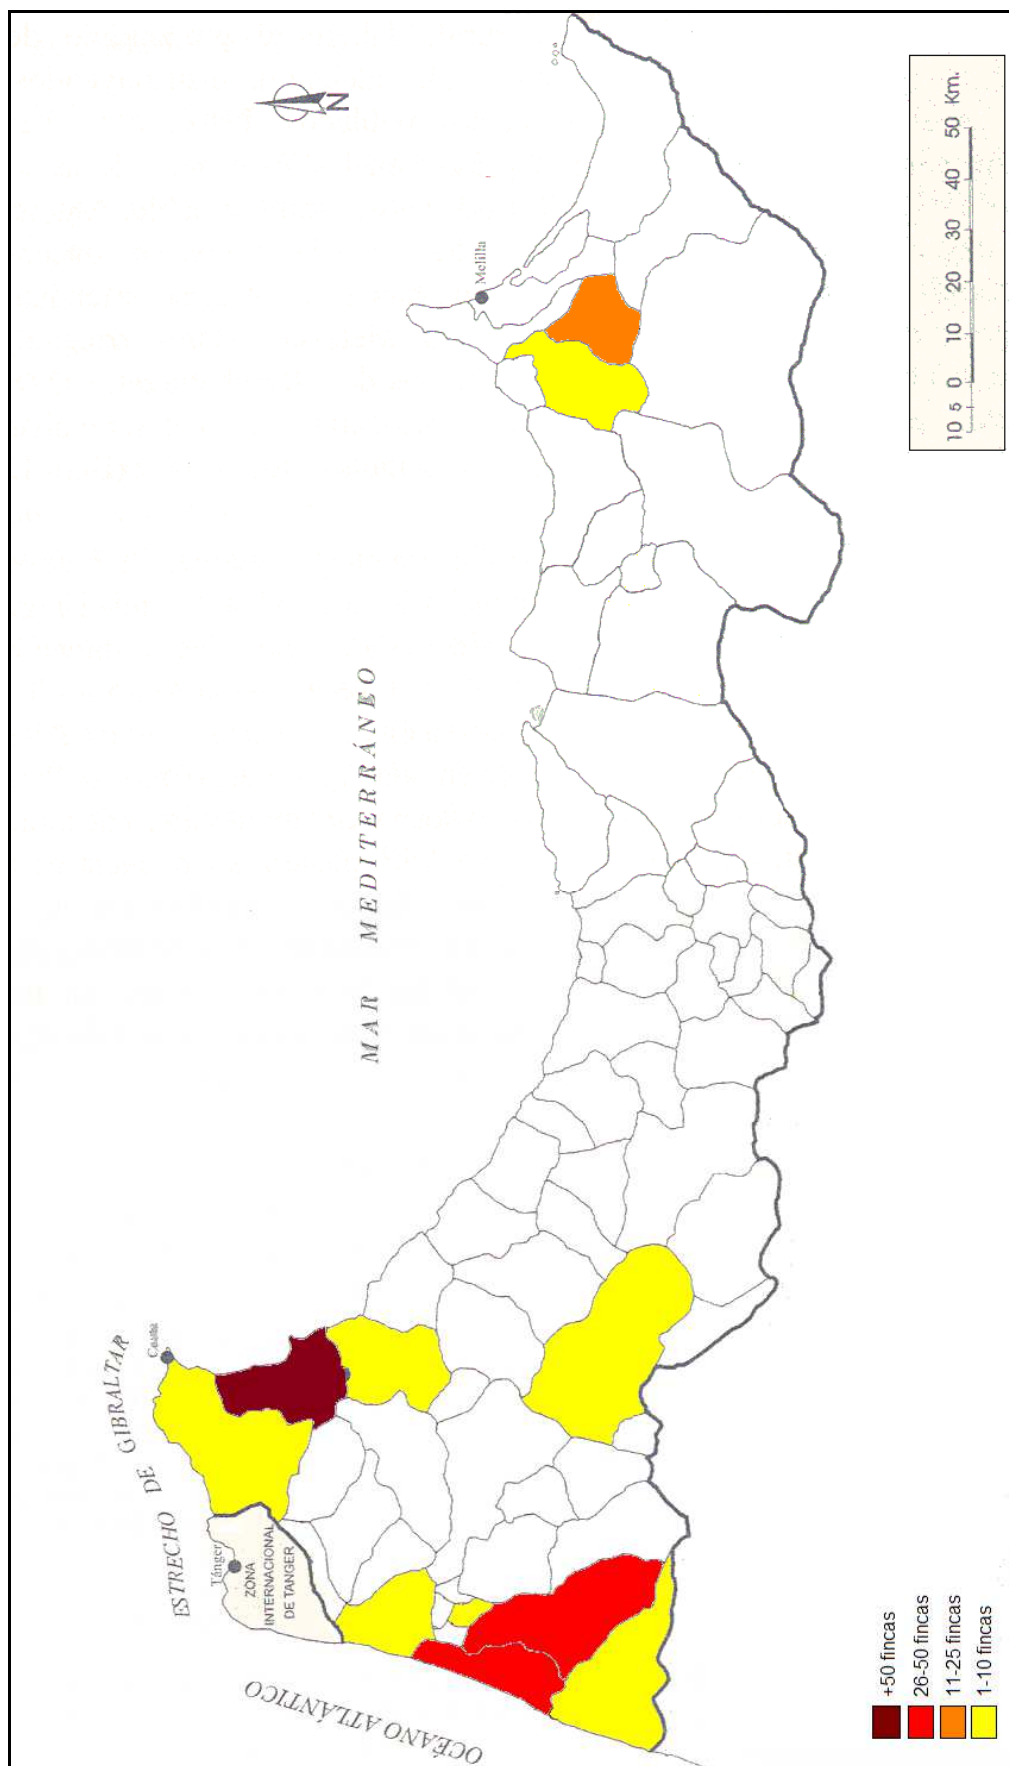 N
ESTRECHO DE GIBRALTAR
Ceuta
Tánger
ZONA
INTERNACIONAL
DE TANGER
OCÉANO ATLÁNTICO
MAR MEDITERRÁNEO
Melilla
+50 fincas
26-50 fincas
11-25 fincas
1-10 fincas
10 5 0 10 20 30 40 50 Km.